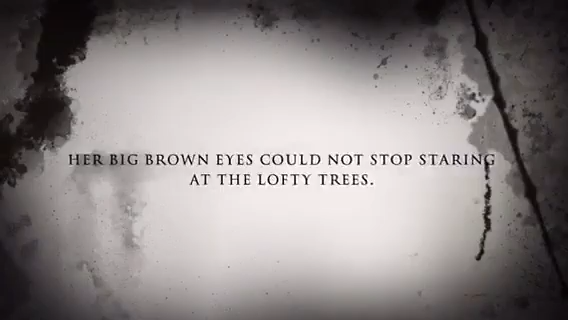 HER BIG BROWN EYES COULD NOT STOP STARING
AT THE LOFTY TREES.